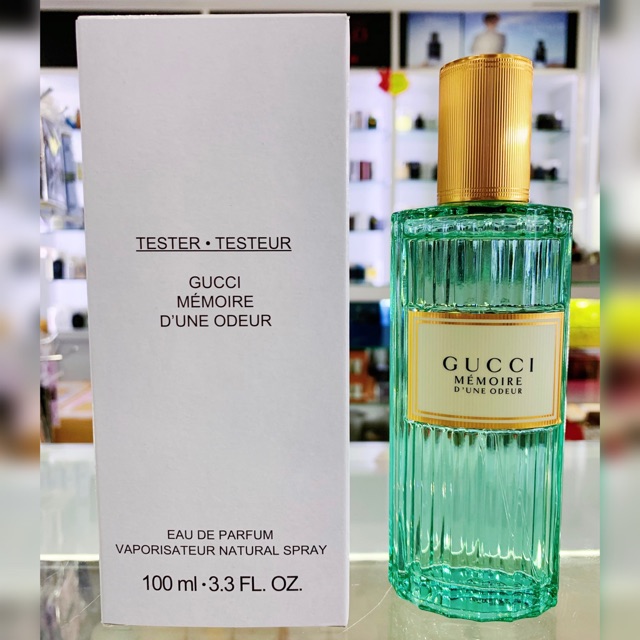 TESTER • TESTEUR
GUCCI
MÉMOIRE
D'UNE ODEUR
EAU DE PARFUM
VAPORISATEUR NATURAL SPRAY
100 ml • 3.3 FL. OZ.
GUCCI
MÉMOIRE
D'UNE ODEUR